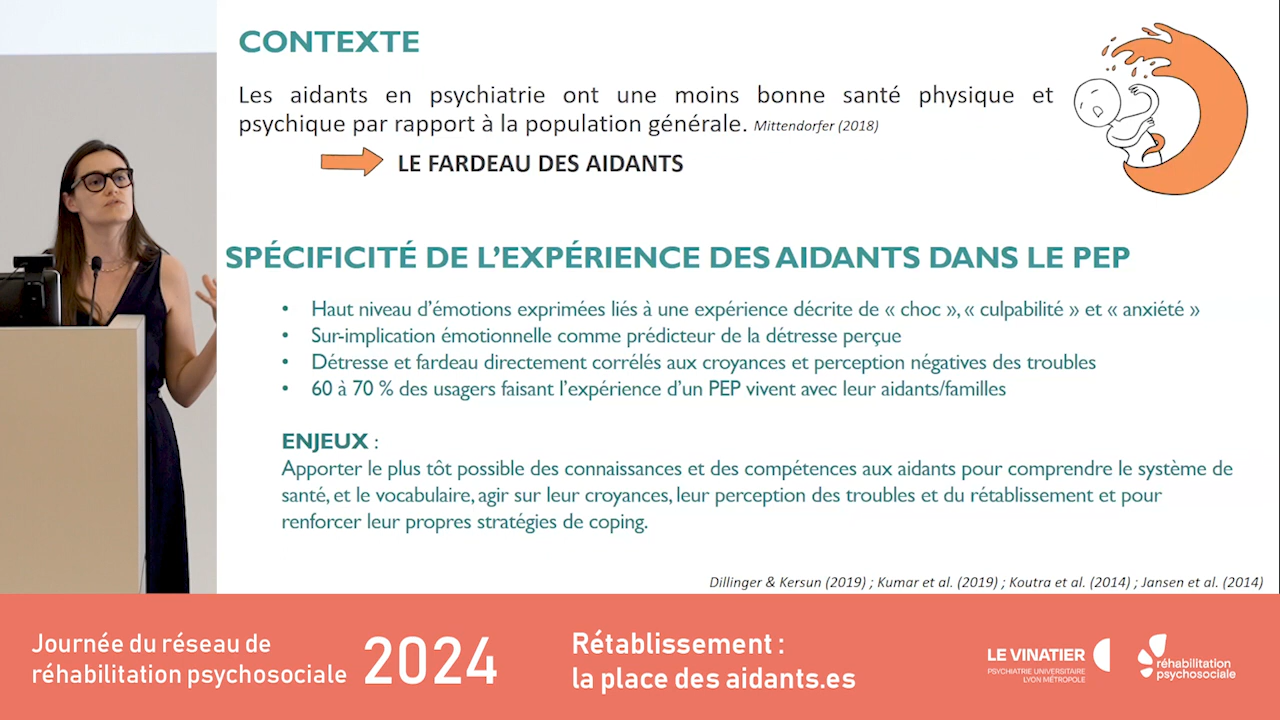 CONTEXTE
Les aidants en psychiatrie ont une moins bonne santé physique et
psychique par rapport à la population générale. Mittendorfer (2018)
LE FARDEAU DES AIDANTS
SPÉCIFICITÉ DE L'EXPÉRIENCE DES AIDANTS DANS LE PEP
• Haut niveau d'émotions exprimées liés à une expérience décrite de « choc », « culpabilité » et « anxiété »
• Sur-implication émotionnelle comme prédicteur de la détresse perçue
• Détresse et fardeau directement corrélés aux croyances et perception négatives des troubles
• 60 à 70 % des usagers faisant l'expérience d'un PEP vivent avec leur aidants/familles
ENJEUX :
Apporter le plus tôt possible des connaissances et des compétences aux aidants pour comprendre le système de
santé, et le vocabulaire, agir sur leur croyances, leur perception des troubles et du rétablissement et pour
renforcer leur propres stratégies de coping.
Dillinger & Kersun (2019) ; Kumar et al. (2019) ; Koutra et al. (2014) ; Jansen et al. (2014)
Journée du réseau de
réhabilitation psychosociale
2024
Rétablissement :
la place des aidants.es
LE VINATIER
PSYCHIATRIE UNIVERSITAIRE
LYON MÉTROPOLE
réhabilitation
psychosociale